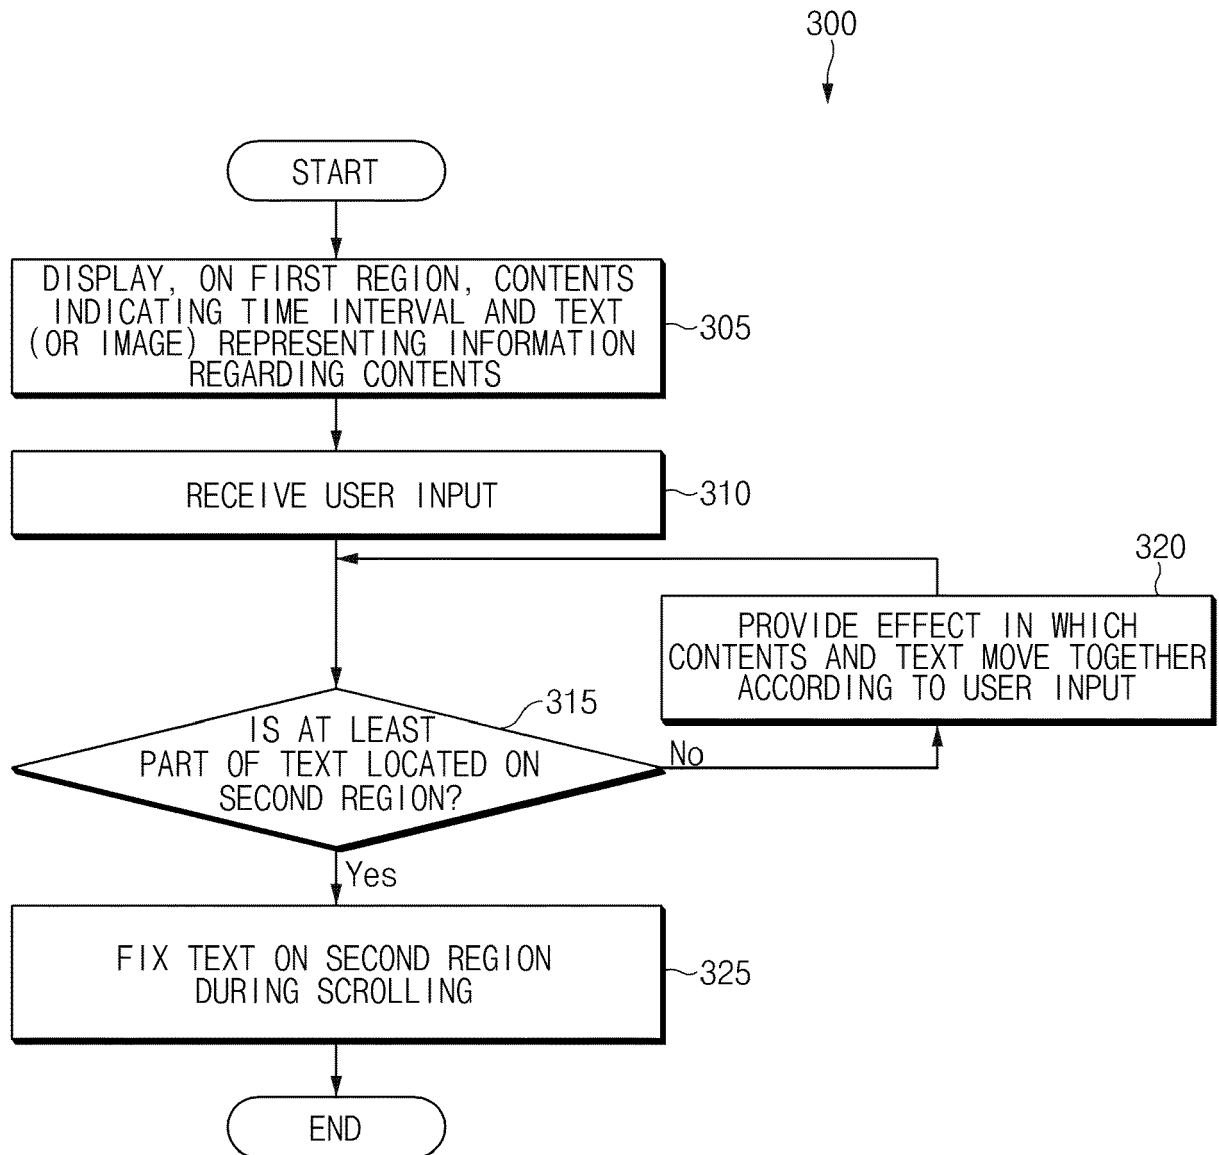 300
START
DISPLAY, ON FIRST REGION, CONTENTS
INDICATING TIME INTERVAL AND TEXT
(OR IMAGE) REPRESENTING INFORMATION
REGARDING CONTENTS
305
RECEIVE USER INPUT
310
320
PROVIDE EFFECT IN WHICH
CONTENTS AND TEXT MOVE TOGETHER
ACCORDING TO USER INPUT
315
IS AT LEAST
PART OF TEXT LOCATED ON
SECOND REGION?
No
Yes
FIX TEXT ON SECOND REGION
DURING SCROLLING
325
END